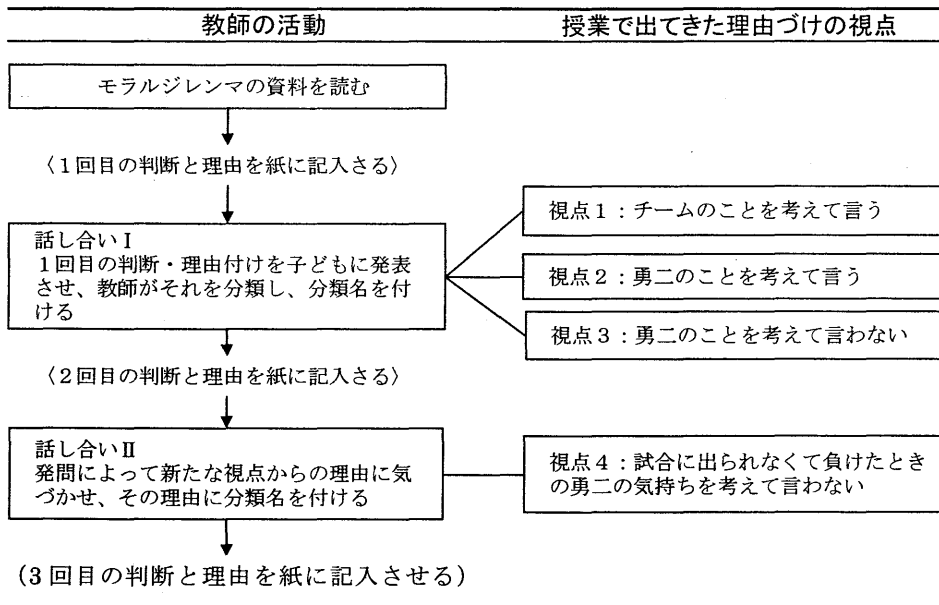 教師の活動
授業で出てきた理由づけの視点
モラルジレンマの資料を読む
〈1回目の判断と理由を紙に記入さる〉
視点1：チームのことを考えて言う
話し合いⅠ
1回目の判断・理由付けを子どもに発表
させ、教師がそれを分類し、分類名を付
ける
視点2：勇二のことを考えて言う
視点3：勇二のことを考えて言わない
〈2回目の判断と理由を紙に記入さる〉
話し合いⅡ
発問によって新たな視点からの理由に気
づかせ、その理由に分類名を付ける
視点4：試合に出られなくて負けたとき
の勇二の気持ちを考えて言わない
(3回目の判断と理由を紙に記入させる)